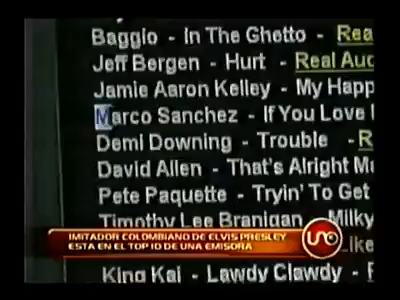 Baggio - In The Ghetto - Rea
Jeff Bergen - Hurt - Real Aud
Jamie Aaron Kelley - My Happ
Marco Sanchez - If You Love
Demi Downing - Trouble - R
David Allen - That's Alright Ma
Pete Paquette - Tryin' To Get
Timothy Lee Branigan - Milky
IMITADOR COLOMBIANO DE ELVIS PRESLEY
ESTA EN EL TOP 10 DE UNA EMISORA
uno
Like
King Kai - Lawdy Clawdy - R